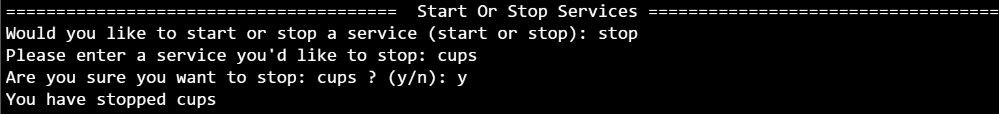 ======================================= Start Or Stop Services ===================================
Would you like to start or stop a service (start or stop): stop
Please enter a service you'd like to stop: cups
Are you sure you want to stop: cups ? (y/n): y
You have stopped cups